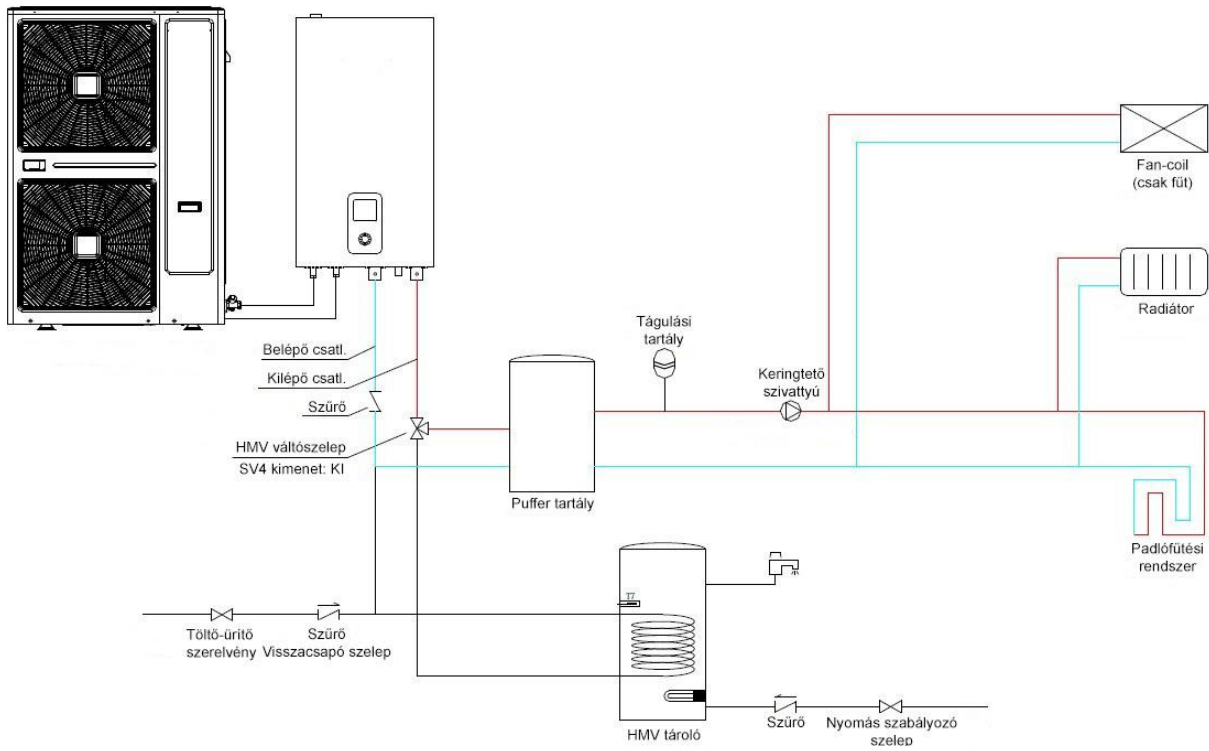 Fan-coil
(csak fűt)
Radiátor
Tágulási
tartály
Belépő csatl.
Kilépő csatl.
Keringtető
szivattyú
Szűrő
HMV váltószelep
SV4 kimenet: KI
Puffer tartály
Padlófűtési
rendszer
T7
Töltő-ürítő
szerelvény
Szűrő
Visszacsapó szelep
HMV tároló
Szűrő
Nyomás szabályozó
szelep